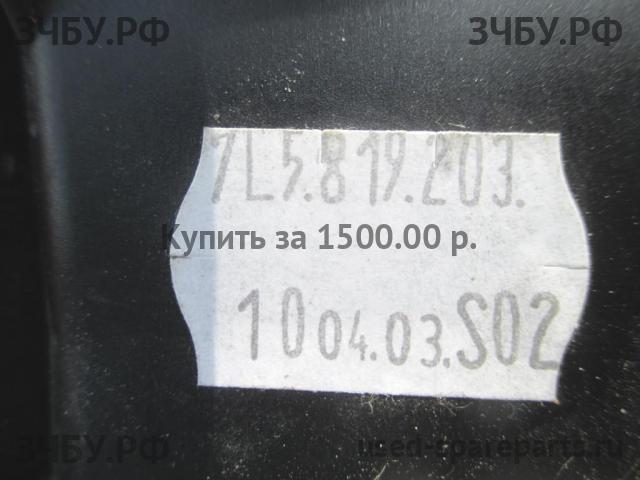 ЗЧБУ.РФ ЗЧБУ.РФ
7L5.819.203.
Купить за 1500.00 р.
10 04.03.S02
ЗЧБУ.РФ used-spareparts.ru